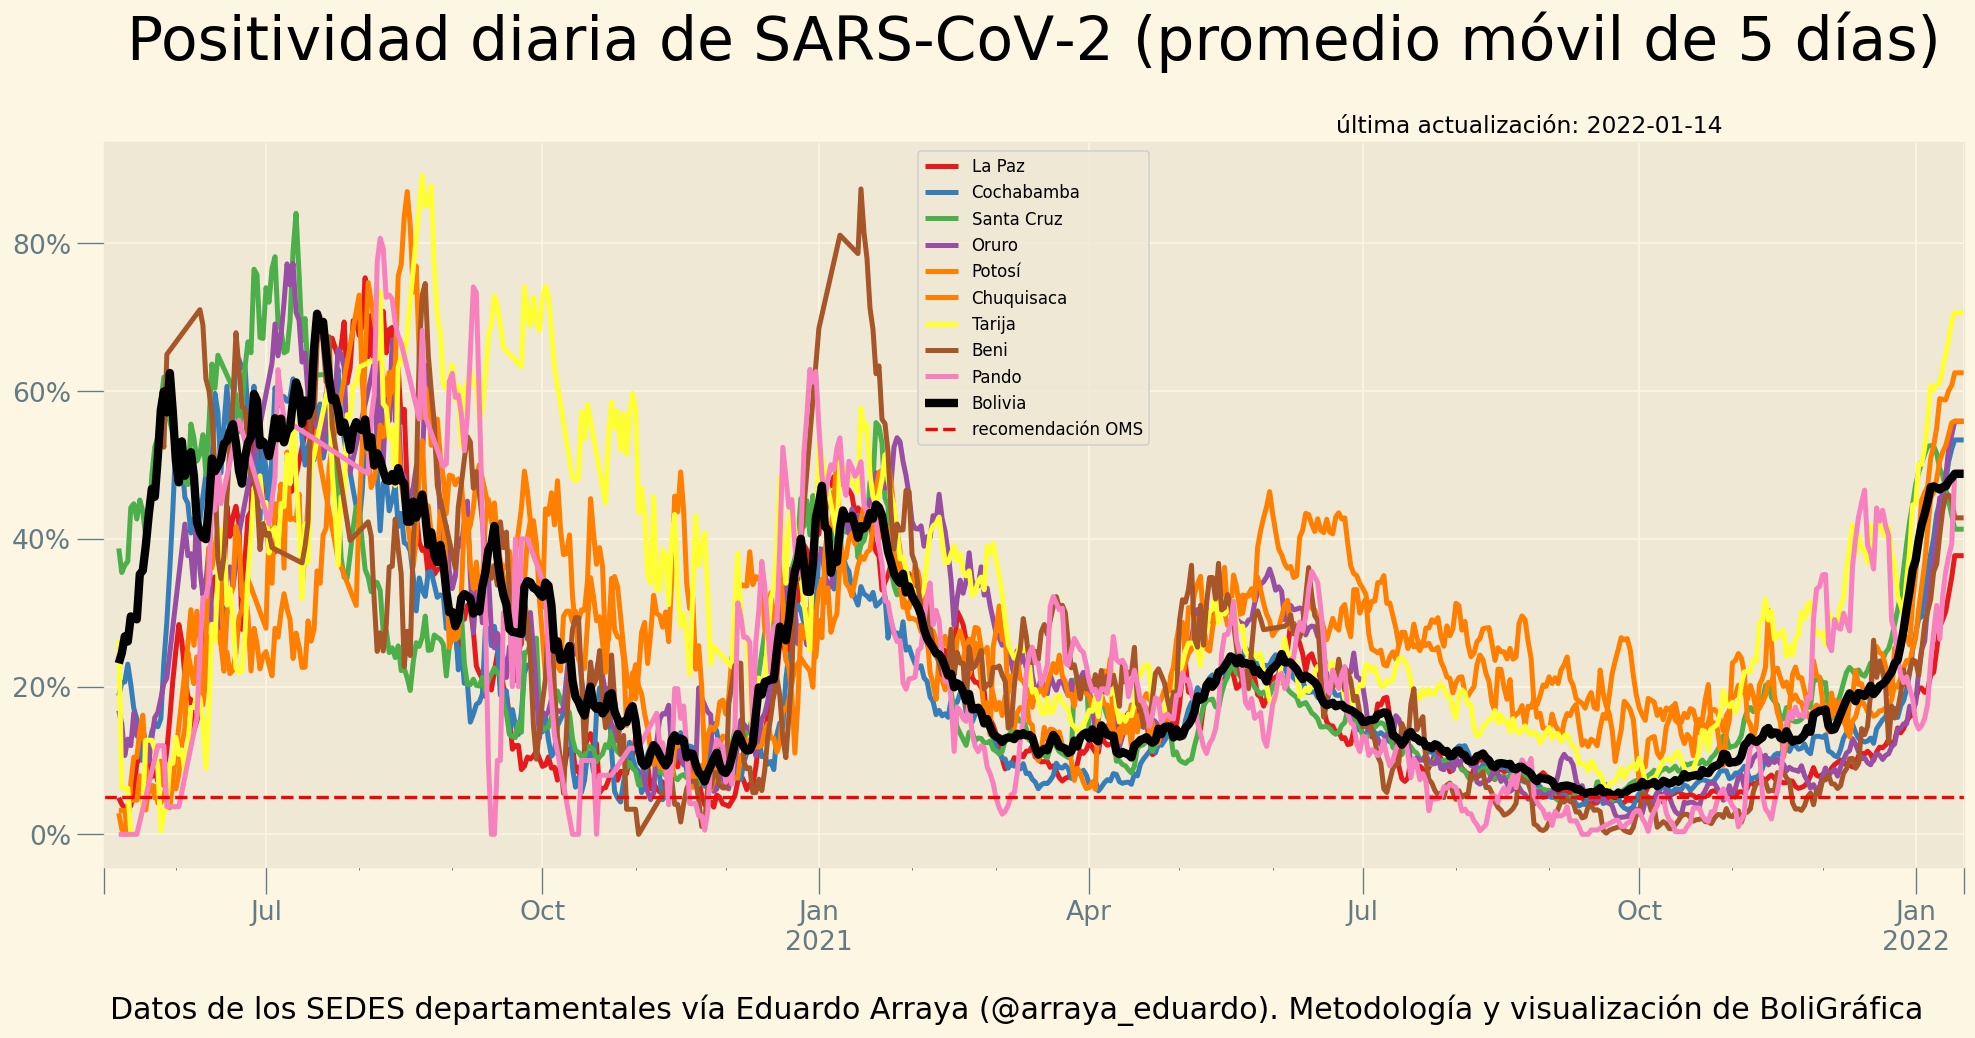 Positividad diaria de SARS-CoV-2 (promedio móvil de 5 días)
última actualización: 2022-01-14
La Paz
Cochabamba
Santa Cruz
Oruro
Potosí
Chuquisaca
Tarija
Beni
Pando
Bolivia
recomendación OMS
80%
60%
40%
20%
0%
Jul
Oct
Jan
2021
Apr
Jul
Oct
Jan
2022
Datos de los SEDES departamentales vía Eduardo Arraya (@arraya_eduardo). Metodología y visualización de BoliGráfica